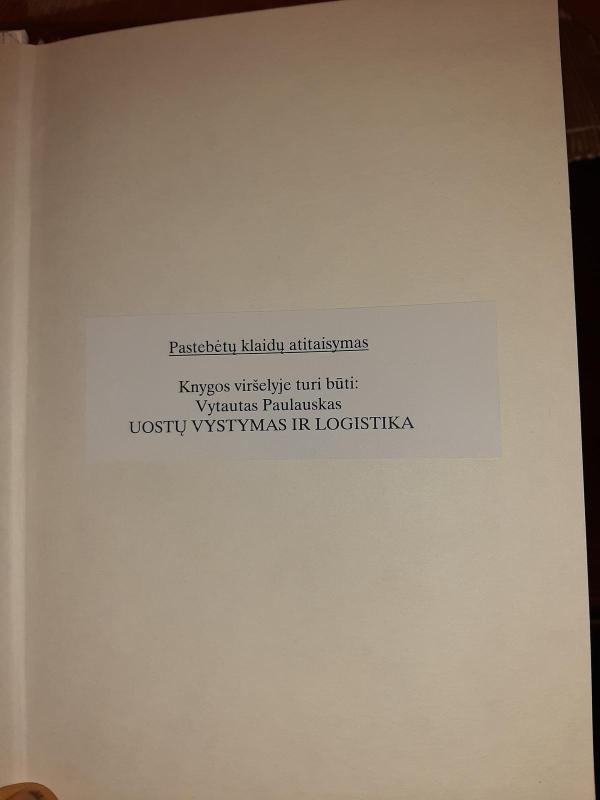 Pastebėtų klaidų atitaisymas
Knygos viršelyje turi būti:
Vytautas Paulauskas
UOSTŲ VYSTYMAS IR LOGISTIKA